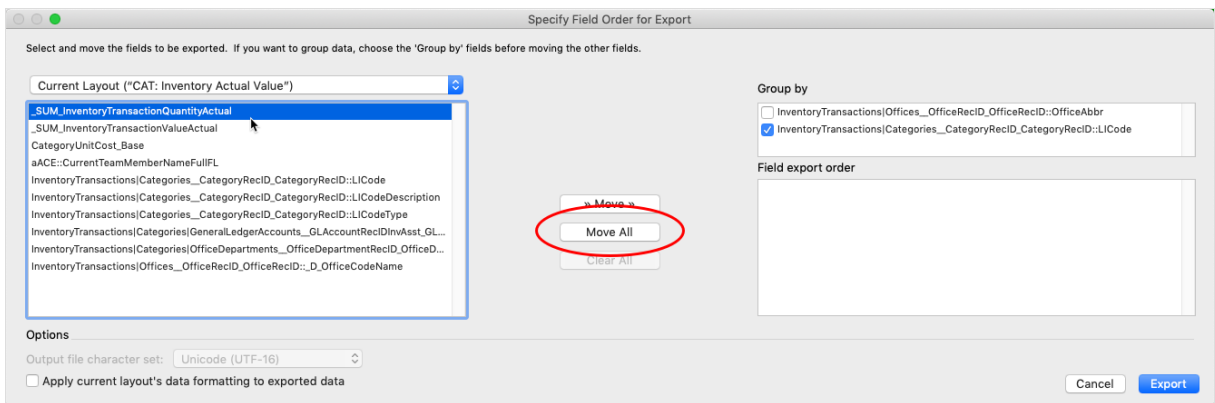 Specify Field Order for Export
Select and move the fields to be exported. If you want to group data, choose the 'Group by' fields before moving the other fields.
Current Layout ("CAT: Inventory Actual Value")
_SUM_InventoryTransactionQuantityActual
_SUM_InventoryTransactionValueActual
CategoryUnitCost_Base
aACE::CurrentTeamMemberNameFullFL
InventoryTransactions|Categories__CategoryRecID_CategoryRecID::LICode
InventoryTransactions|Categories__CategoryRecID_CategoryRecID::LICodeDescription
InventoryTransactions|Categories__CategoryRecID_CategoryRecID::LICodeType
InventoryTransactions|Categories|GeneralLedgerAccounts__GLAccountRecIDInvAsst_GL...
InventoryTransactions|Categories|OfficeDepartments__OfficeDepartmentRecID_OfficeD...
InventoryTransactions|Offices__OfficeRecID_OfficeRecID::_D_OfficeCodeName
» Move »
Move All
Clear All
Group by
InventoryTransactions|Offices__OfficeRecID_OfficeRecID::OfficeAbbr
InventoryTransactions|Categories__CategoryRecID_CategoryRecID::LICode
Field export order
Options
Output file character set: Unicode (UTF-16)
Apply current layout's data formatting to exported data
Cancel
Export